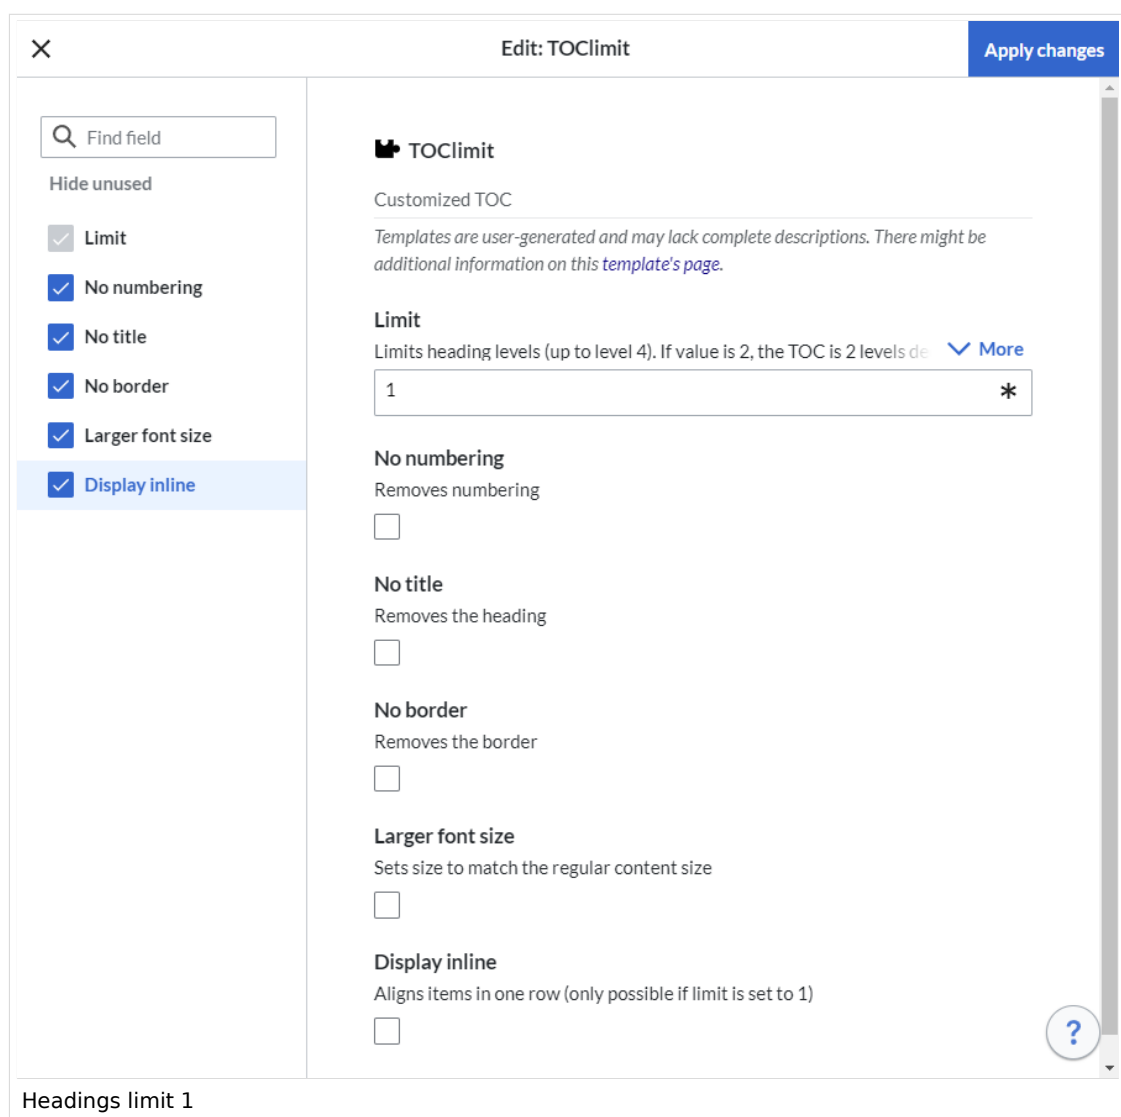 Edit: TOClimit
Apply changes
Find field
Hide unused
Limit
No numbering
No title
No border
Larger font size
Display inline
TOClimit
Customized TOC
Templates are user-generated and may lack complete descriptions. There might be
additional information on this template's page.
Limit
Limits heading levels (up to level 4). If value is 2, the TOC is 2 levels de
More
1 *
No numbering
Removes numbering
No title
Removes the heading
No border
Removes the border
Larger font size
Sets size to match the regular content size
Display inline
Aligns items in one row (only possible if limit is set to 1)
?
Headings limit 1